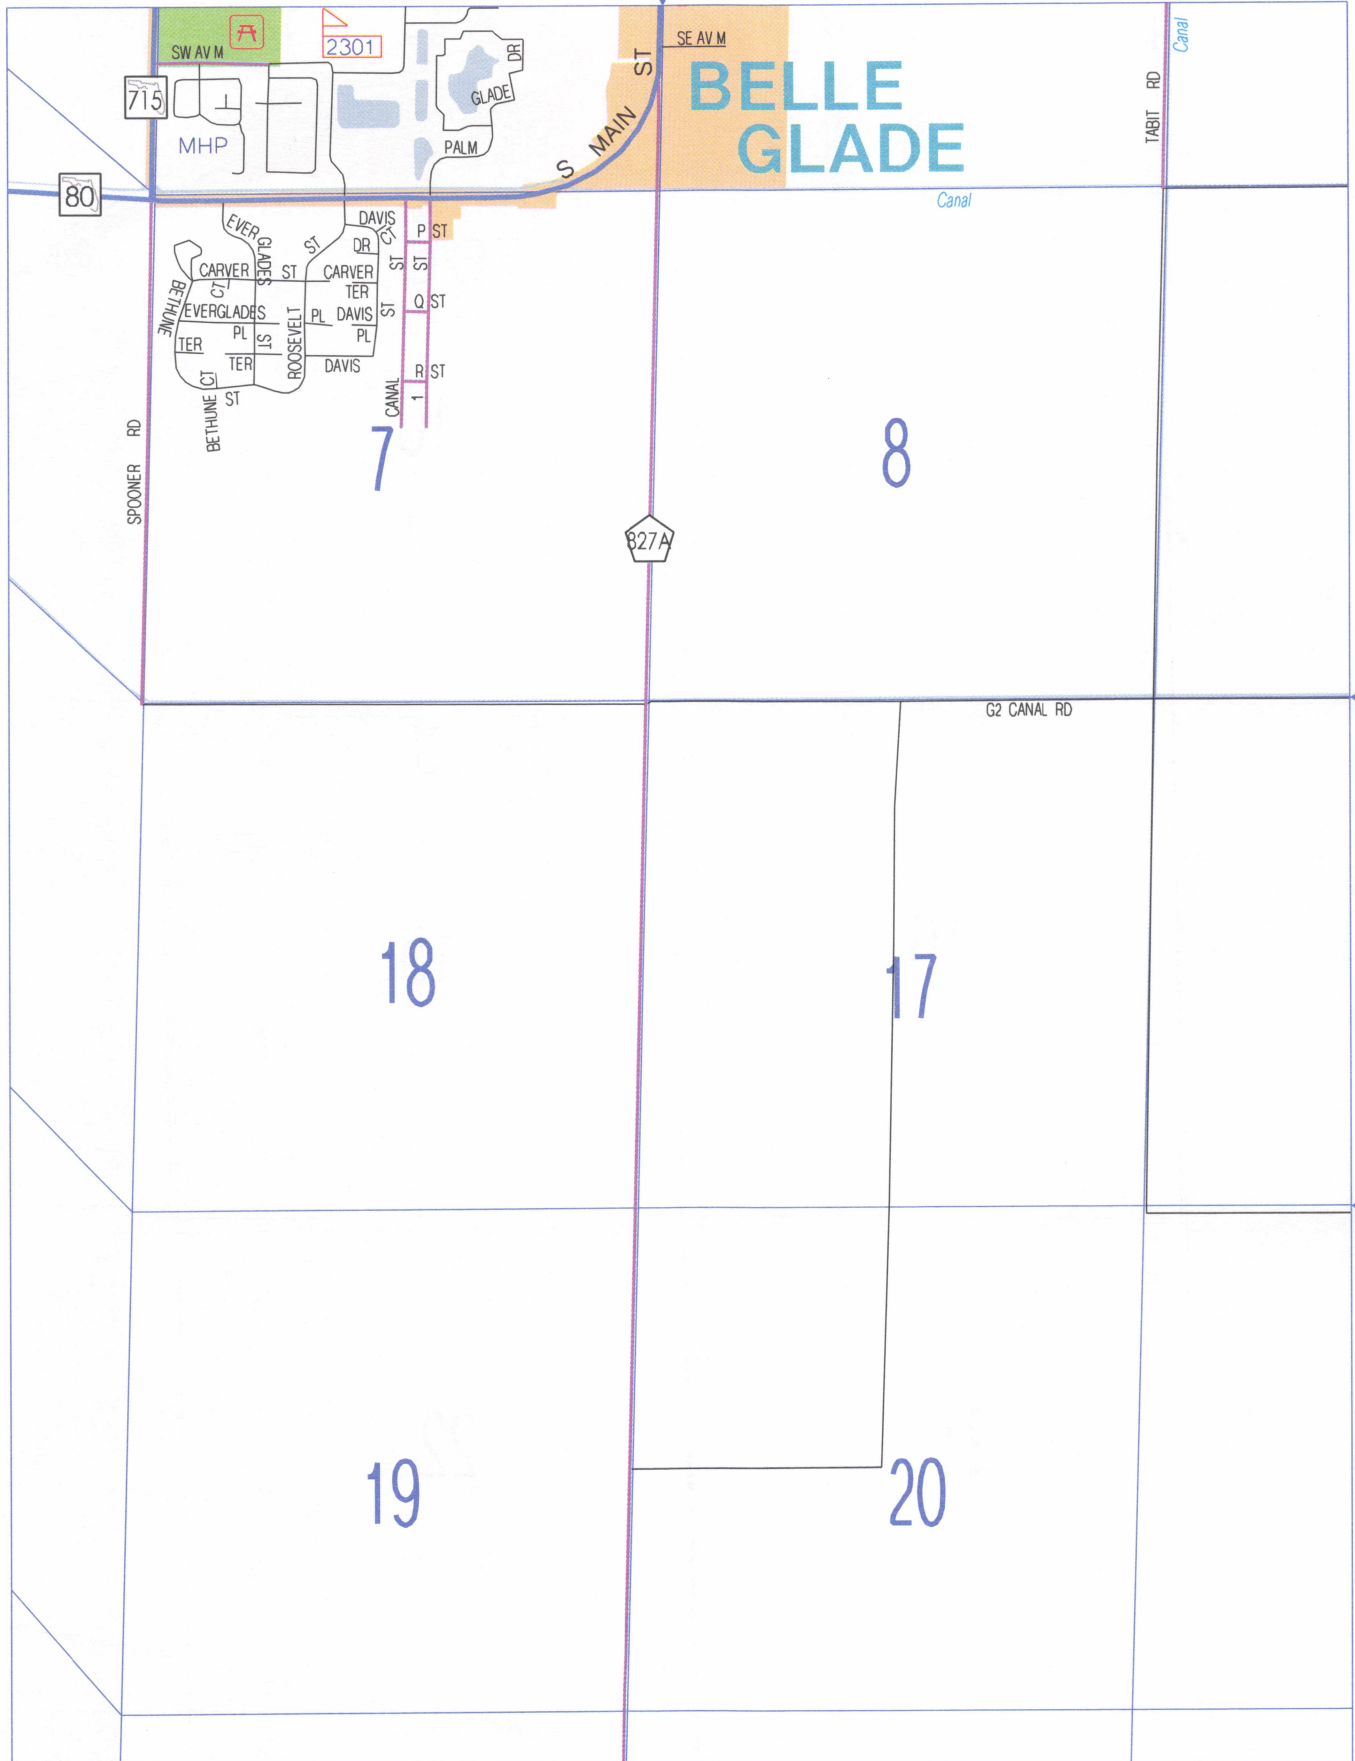 SW AV M
2301
715
MHP
80
PALM
GLADE
DR
S MAIN ST
SE AV M
BELLE
GLADE
TABIT RD
Canal
Canal
EVER
GLADES
ST
DAVIS
CT
DR
P ST
ST
ST
CARVER
ST
CARVER
CT
TER
BETHUNE
EVERGLADES
PL
DAVIS
ST
Q ST
PL
ST
PL
TER
TER
ROOSEVELT
DAVIS
R ST
CT
BETHUNE
ST
CANAL
1
SPOONER RD
7
8
827A
G2 CANAL RD
18
17
19
20